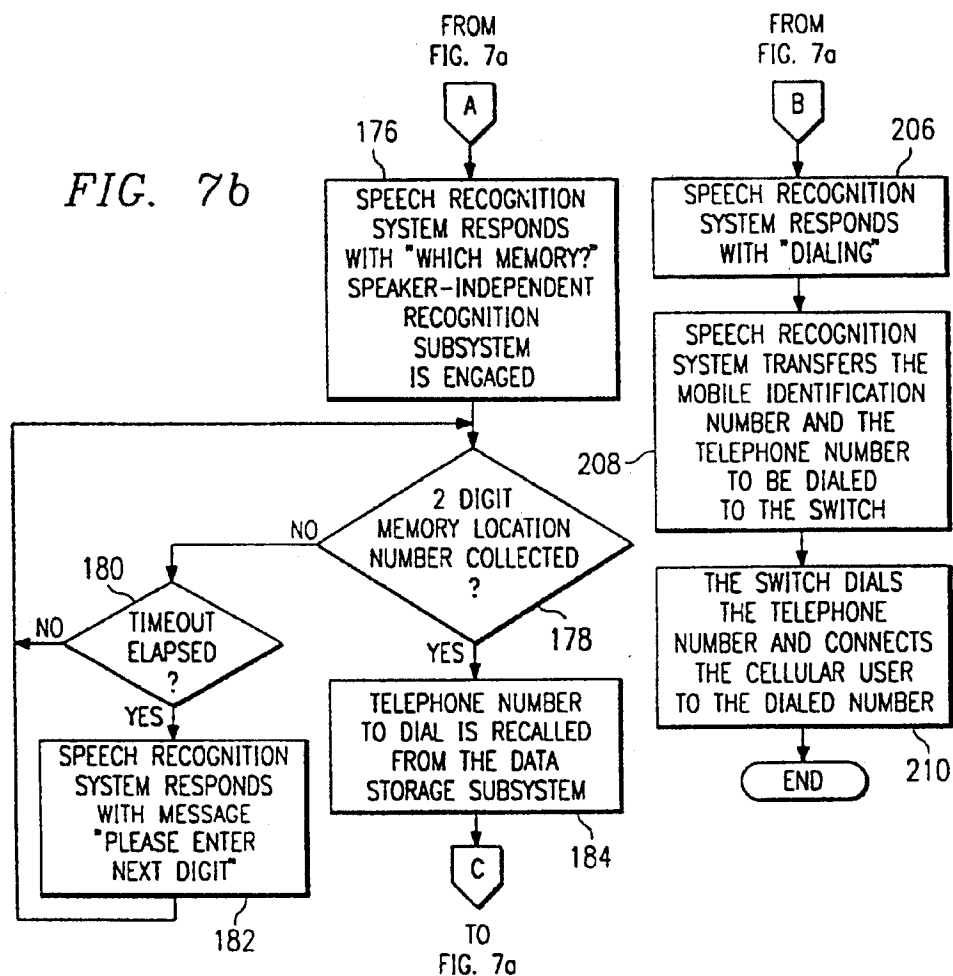 FROM
FIG. 7a
A
FROM
FIG. 7a
B
FIG. 7b
176
SPEECH RECOGNITION
SYSTEM RESPONDS
WITH "WHICH MEMORY?"
SPEAKER-INDEPENDENT
RECOGNITION
SUBSYSTEM
IS ENGAGED
206
SPEECH RECOGNITION
SYSTEM RESPONDS
WITH "DIALING"
SPEECH RECOGNITION
SYSTEM TRANSFERS THE
MOBILE IDENTIFICATION
NUMBER AND THE
TELEPHONE NUMBER
TO BE DIALED
TO THE SWITCH
208
2 DIGIT
MEMORY LOCATION
NUMBER COLLECTED
?
178
NO
YES
180
TIMEOUT
ELAPSED
?
NO
YES
SPEECH RECOGNITION
SYSTEM RESPONDS
WITH MESSAGE
"PLEASE ENTER
NEXT DIGIT"
182
TELEPHONE NUMBER
TO DIAL IS RECALLED
FROM THE DATA
STORAGE SUBSYSTEM
184
C
TO
FIG. 7a
THE SWITCH DIALS
THE TELEPHONE
NUMBER AND CONNECTS
THE CELLULAR USER
TO THE DIALED NUMBER
210
END